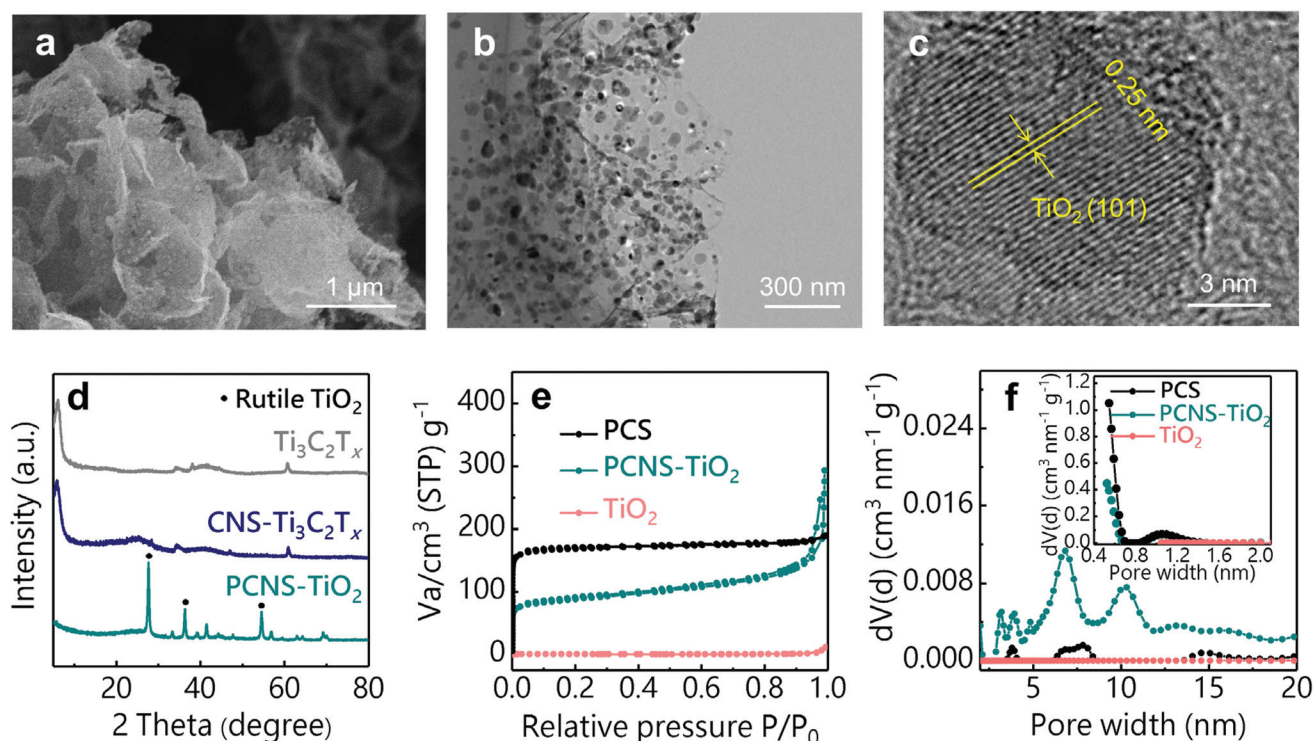 a
1 μm
b
300 nm
c
0.25 nm
TiO₂ (101)
3 nm
d
• Rutile TiO₂
Ti₃C₂Tₓ
CNS-Ti₃C₂Tₓ
PCNS-TiO₂
Intensity (a.u.)
20 40 60 80
2 Theta (degree)
e
PCS
PCNS-TiO₂
TiO₂
Va/cm³ (STP) g⁻¹
400
300
200
100
0
0.0 0.2 0.4 0.6 0.8 1.0
Relative pressure P/P₀
f
dV(d) (cm³ nm⁻¹ g⁻¹)
0.024
0.016
0.008
0.000
5 10 15 20
Pore width (nm)
PCS
PCNS-TiO₂
TiO₂
dV(d) (cm³ nm⁻¹ g⁻¹)
1.2
1.0
0.8
0.6
0.4
0.2
0.0
0.4 0.8 1.2 1.6 2.0
Pore width (nm)